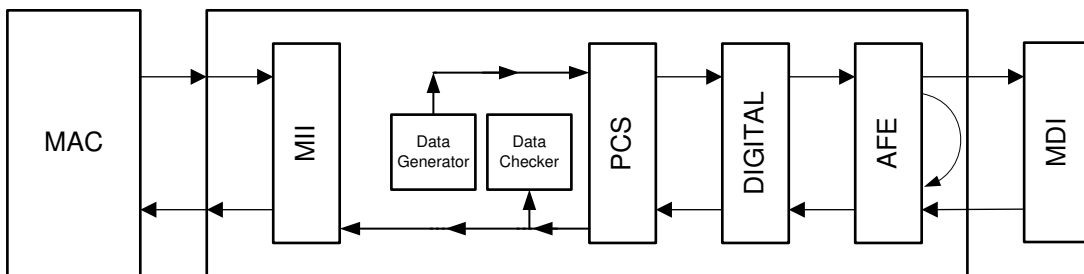 MAC
MII
Data
Generator
Data
Checker
PCS
DIGITAL
AFE
MDI